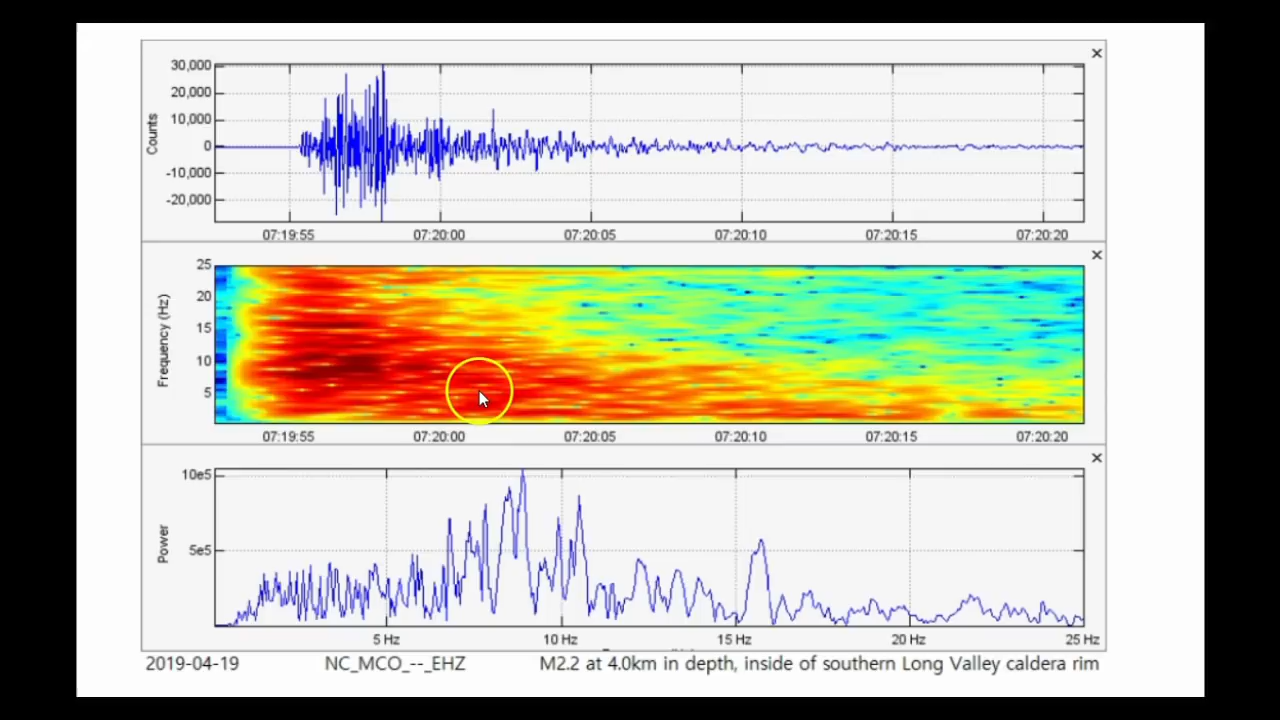 30,000
20,000
10,000
0
-10,000
-20,000
Counts
07:19:55 07:20:00 07:20:05 07:20:10 07:20:15 07:20:20
25
20
15
10
5
Frequency (Hz)
07:19:55 07:20:00 07:20:05 07:20:10 07:20:15 07:20:20
10e5
5e5
Power
5 Hz 10 Hz 15 Hz 20 Hz 25 Hz
2019-04-19 NC_MCO_--_EHZ M2.2 at 4.0km in depth, inside of southern Long Valley caldera rim